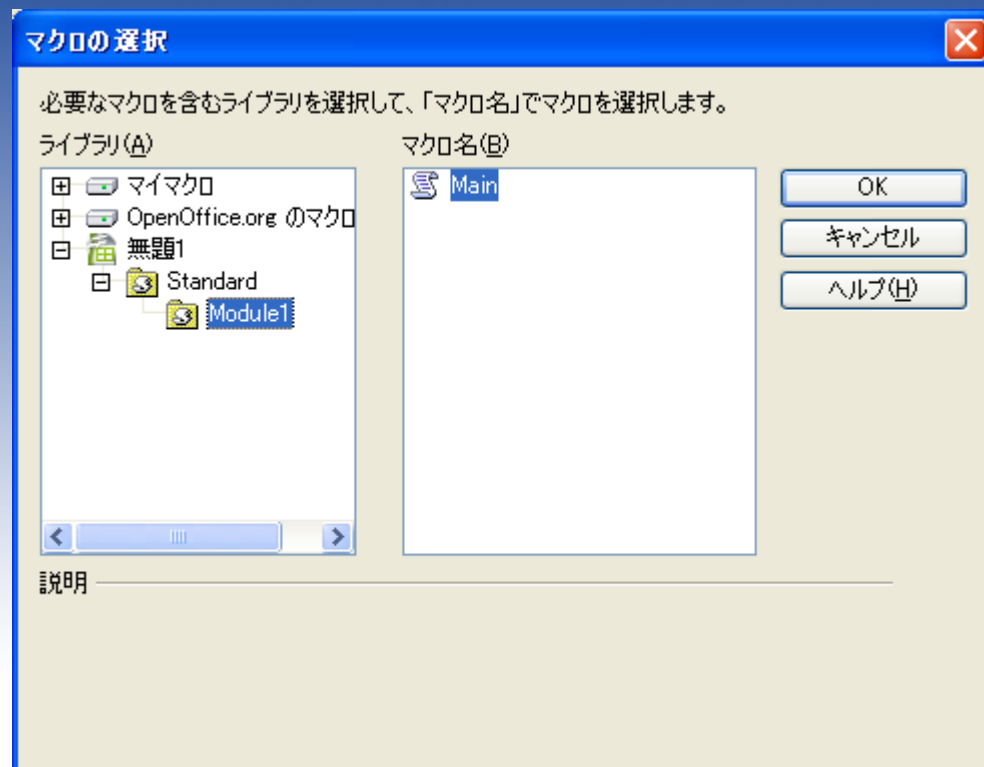 マクロの選択
必要なマクロを含むライブラリを選択して、「マクロ名」でマクロを選択します。
ライブラリ(A)
マクロ名(B)
マイマクロ
OpenOffice.org のマクロ
無題1
Standard
Module1
Main
OK
キャンセル
ヘルプ(H)
説明